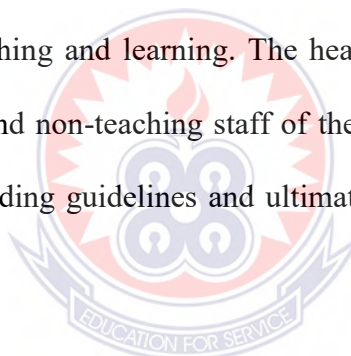 hing and learning. The hea
nd non-teaching staff of the
ding guidelines and ultimat
EDUCATION FOR SERVICE